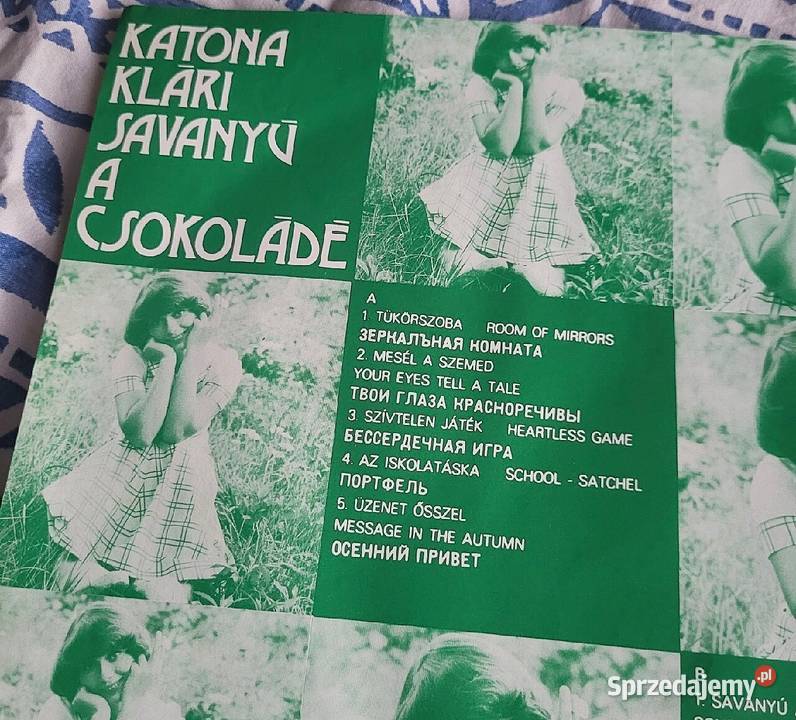 KATONA
KLÁRI
SAVANYÚ
A
CSOKOLÁDÉ
A
1. TÜKÖRSZOBA ROOM OF MIRRORS
ЗЕРКАЛЪНАЯ КОМНАТА
2. MESÉL A SZEMED
YOUR EYES TELL A TALE
ТВОИ ГЛАЗА КРАСНОРЕЧИВЫ
3. SZÍVTELEN JÁTÉK HEARTLESS GAME
БЕССЕРДЕЧНАЯ ИГРА
4. AZ ISKOLATÁSKA SCHOOL - SATCHEL
ПОРТФЕЛЬ
5. ÜZENET ŐSSZEL
MESSAGE IN THE AUTUMN
ОСЕННИЙ ПРИВЕТ
B
1. SAVANYÚ
Sprzedajemy.pl